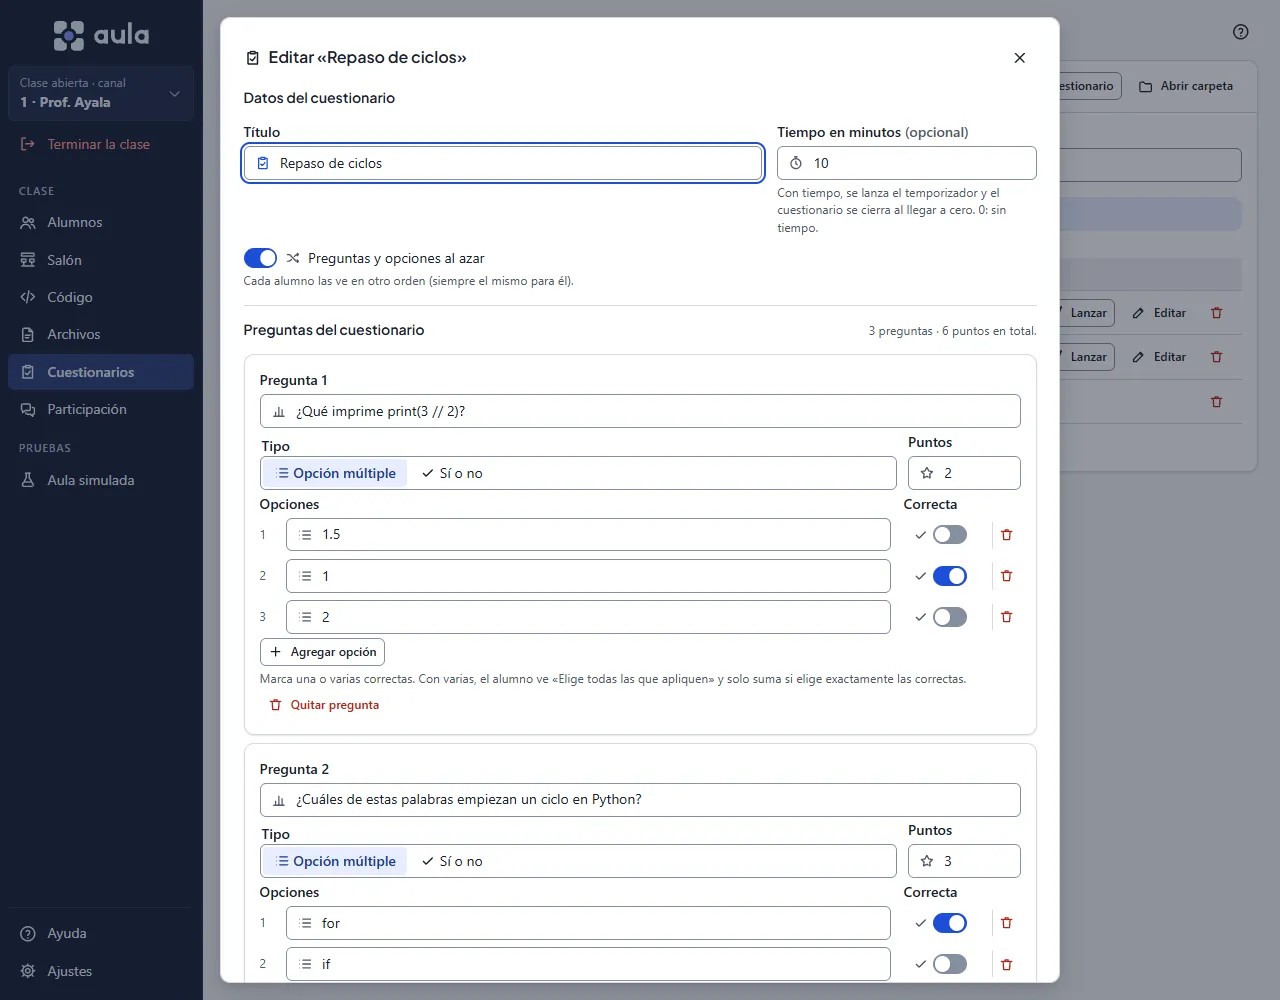 aula
Clase abierta · canal
1 · Prof. Ayala
Terminar la clase
CLASE
Alumnos
Salón
Código
Archivos
Cuestionarios
Participación
PRUEBAS
Aula simulada
Ayuda
Ajustes
Editar «Repaso de ciclos»
Datos del cuestionario
Título
Repaso de ciclos
Tiempo en minutos (opcional)
10
Con tiempo, se lanza el temporizador y el
cuestionario se cierra al llegar a cero. 0: sin
tiempo.
Preguntas y opciones al azar
Cada alumno las ve en otro orden (siempre el mismo para él).
Preguntas del cuestionario
3 preguntas · 6 puntos en total.
Pregunta 1
¿Qué imprime print(3 // 2)?
Tipo
Puntos
Opción múltiple
Sí o no
2
Opciones
Correcta
1 1.5
2 1
3 2
Agregar opción
Marca una o varias correctas. Con varías, el alumno ve «Elige todas las que apliquen» y solo suma si elige exactamente las correctas.
Quitar pregunta
Pregunta 2
¿Cuáles de estas palabras empiezan un ciclo en Python?
Tipo
Puntos
Opción múltiple
Sí o no
3
Opciones
Correcta
1 for
2 if
estionario
Abrir carpeta
Lanzar Editar
Lanzar Editar